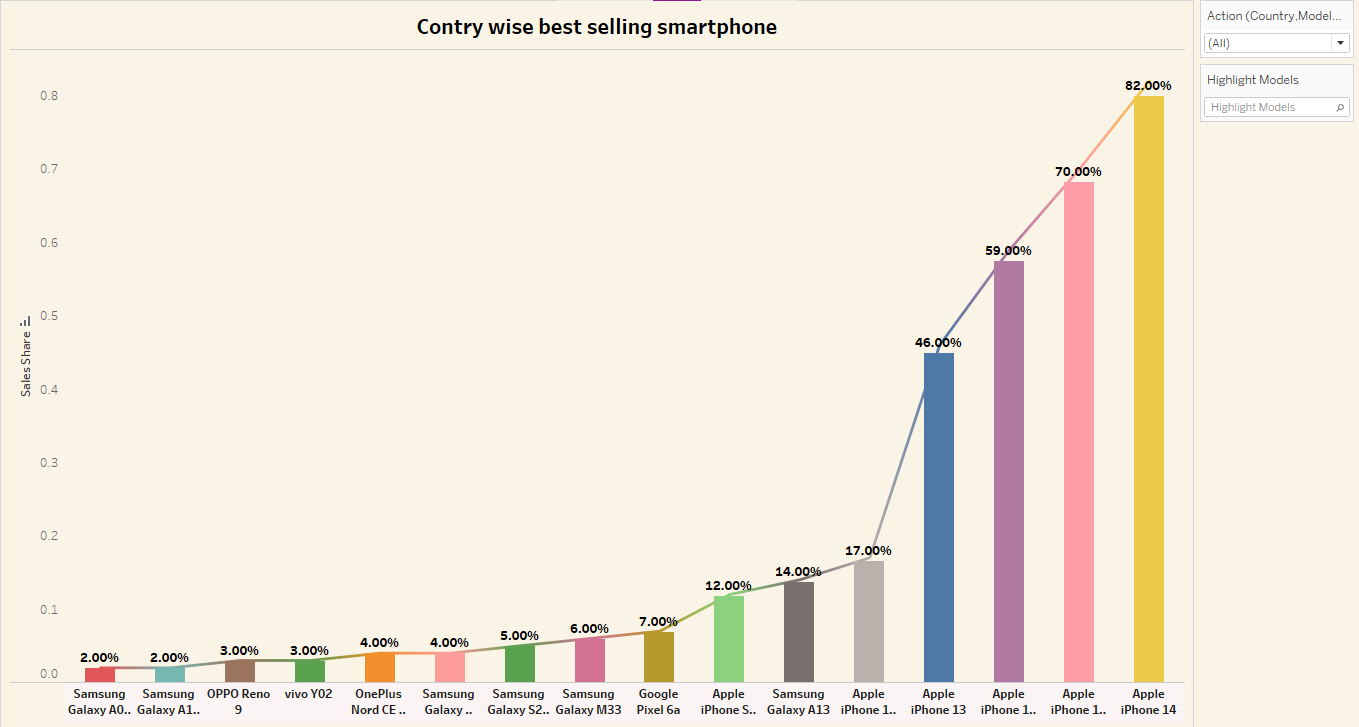 Contry wise best selling smartphone
Action (Country,Model...
(All)
Highlight Models
Highlight Models
0.8
0.7
0.6
0.5
0.4
0.3
0.2
0.1
0.0
Sales Share
2.00%
2.00%
3.00%
3.00%
4.00%
4.00%
5.00%
6.00%
7.00%
12.00%
14.00%
17.00%
46.00%
59.00%
70.00%
82.00%
Samsung
Galaxy A0..
Samsung
Galaxy A1..
OPPO Reno
9
vivo Y02
OnePlus
Nord CE ..
Samsung
Galaxy ..
Samsung
Galaxy S2..
Samsung
Galaxy M33
Google
Pixel 6a
Apple
iPhone S..
Samsung
Galaxy A13
Apple
iPhone 1..
Apple
iPhone 13
Apple
iPhone 1..
Apple
iPhone 1..
Apple
iPhone 14